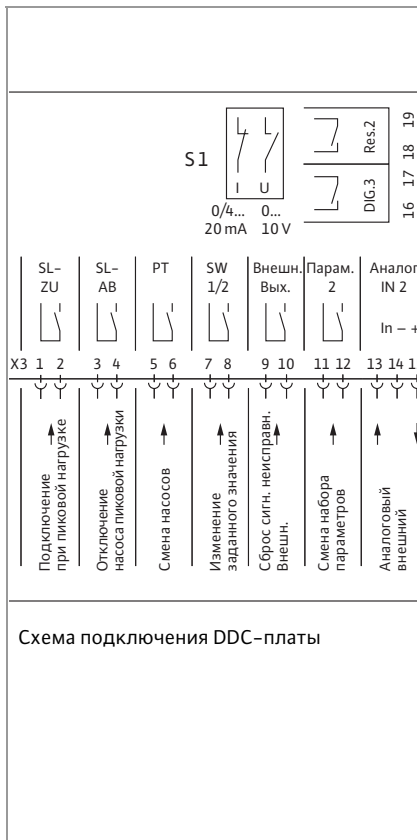 S1
I U
0/4... 0...
20 mA 10 V
Res.2
DIG.3
16 17 18 19
SL- SL- PT SW Внешн. Парам. Аналог
ZU AB 1/2 Вых. 2 IN 2
In – +
X3 1 2 3 4 5 6 7 8 9 10 11 12 13 14 1
Подключение
при пиковой нагрузке
Отключение
насоса пиковой нагрузки
Смена насосов
Изменение
заданного значения
Сброс сигн. неисправн.
Внешн.
Смена набора
параметров
Аналоговый
внешний
Схема подключения DDC-платы